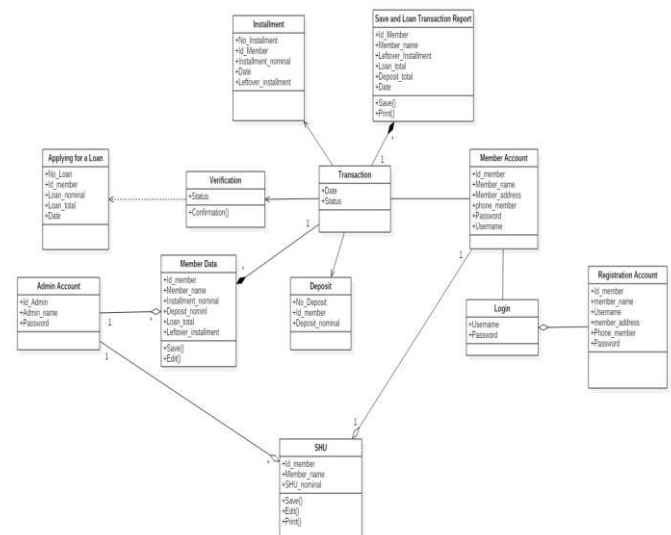 Installment
+No_Installment
+Id_Member
+Installment_nominal
+Date
+Leftover_installment
Save and Loan Transaction Report
+Id_Member
+Member_name
+Leftover_Installment
+Loan_total
+Deposit_total
+Date
+Save()
+Print()
*
1
Applying for a Loan
+No_Loan
+Id_member
+Loan_nominal
+Loan_total
+Date
Verification
+Status
+Confirmation()
Transaction
+Date
+Status
1
Member Account
+Id_member
+Member_name
+Member_address
+phone_member
+Password
+Username
1
Admin Account
+Id_Admin
+Admin_name
+Password
1
*
1
Member Data
+Id_member
+Member_name
+Installment_nominal
+Deposit_nominl
+Loan_total
+Leftover_installment
+Save()
+Edit()
*
Deposit
+No_Deposit
+Id_member
+Deposit_nominal
Login
+Username
+Password
Registration Account
+Id_member
+member_name
+Username
+member_address
+Phone_member
+Password
1
*
SHU
+Id_member
+Member_name
+SHU_nominal
+Save()
+Edit()
+Print()